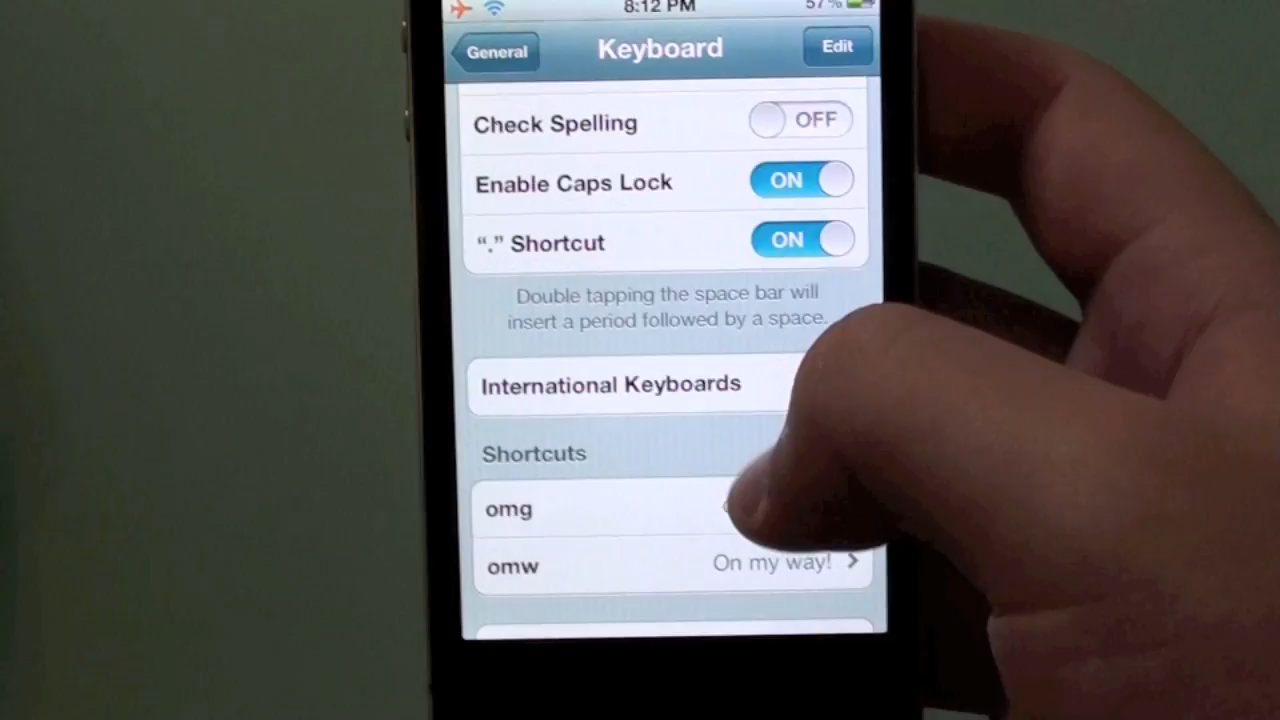 8:12 PM 57%
General Keyboard Edit
Check Spelling OFF
Enable Caps Lock ON
“.” Shortcut ON
Double tapping the space bar will
insert a period followed by a space.
International Keyboards
Shortcuts
omg
omw On my way!